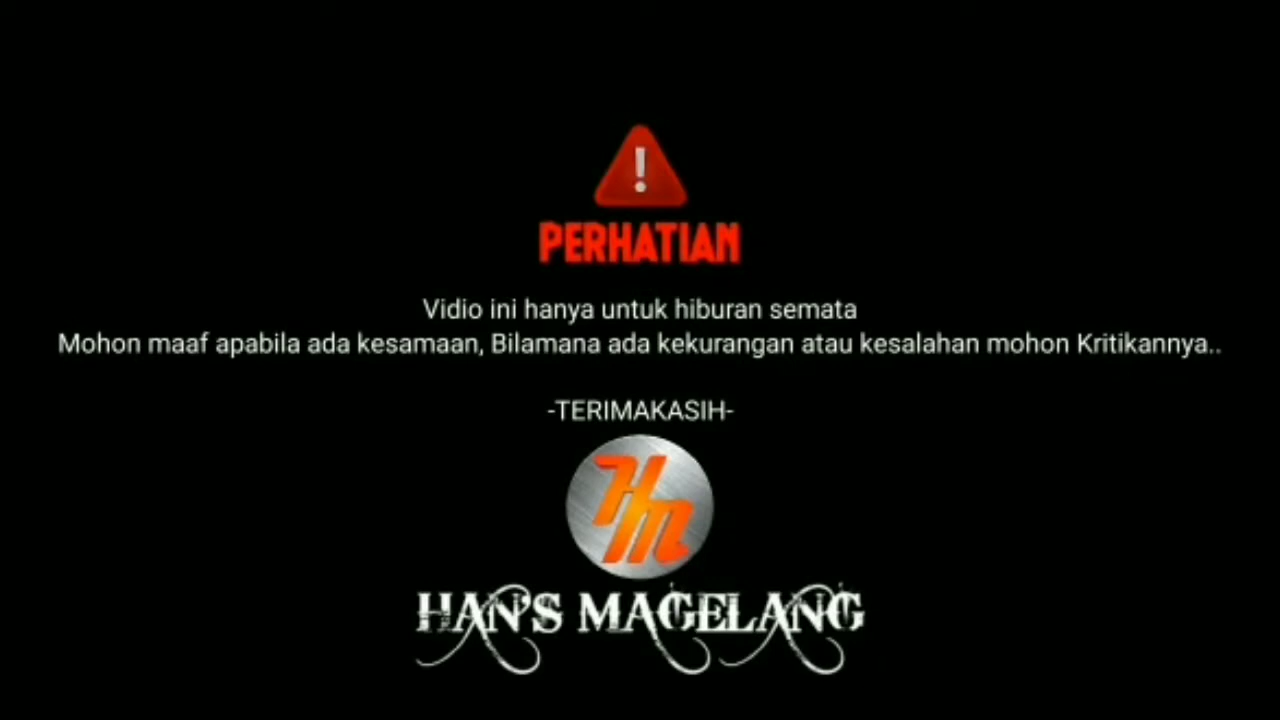 !
PERHATIAN
Vidio ini hanya untuk hiburan semata
Mohon maaf apabila ada kesamaan, Bilamana ada kekurangan atau kesalahan mohon Kritikannya..
-TERIMAKASIH-
HM
HAN'S MAGELANG